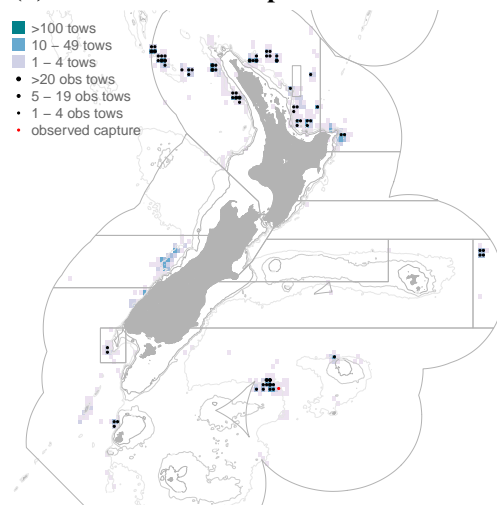 >100 tows
10 – 49 tows
1 – 4 tows
>20 obs tows
5 – 19 obs tows
1 – 4 obs tows
observed capture